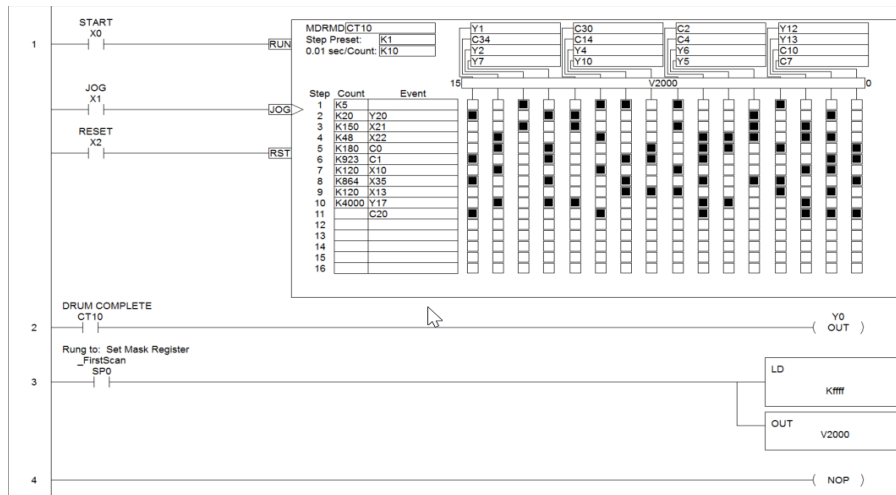 START
X0
1
RUN
JOG
X1
JOG
RESET
X2
RST
MDRMD CT10
Step Preset: K1
0.01 sec/Count: K10
Y1 C30 C2 Y12
C34 C14 C4 Y13
Y2 Y4 Y6 C10
Y7 Y10 Y5 C7
15 V2000 0
Step Count Event
1 K5
2 K20 Y20
3 K150 X21
4 K48 X22
5 K180 C0
6 K923 C1
7 K120 X10
8 K864 X35
9 K120 X13
10 K4000 Y17
11 C20
12
13
14
15
16
DRUM COMPLETE
CT10
2
Y0
OUT
Rung to: Set Mask Register
_FirstScan
SP0
3
LD
Kffff
OUT
V2000
4
NOP